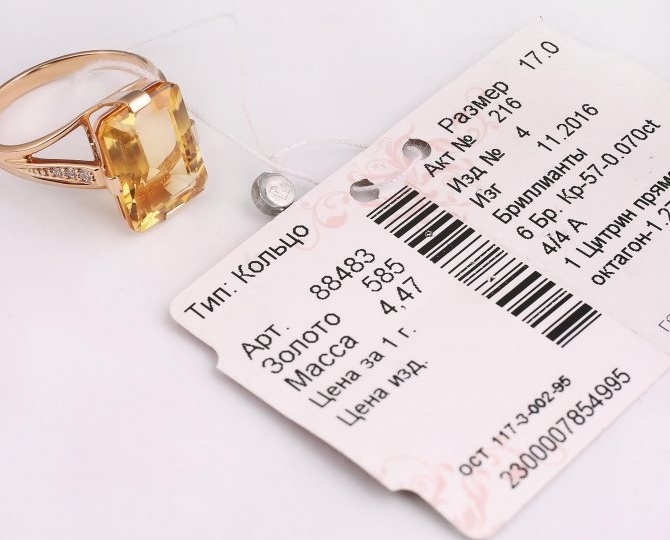 Тип: Кольцо
Арт. 88483
Золото 585
Масса 4,47
Цена за 1 г.
Цена изд.
ОСТ 117-3-002-95
2300007854995
Размер 17.0
Акт № 216
Изд № 4
Изг 11.2016
Бриллианты
6 Бр. Кр-57-0.070ct
4/4 А
1 Цитрин
октагон-1